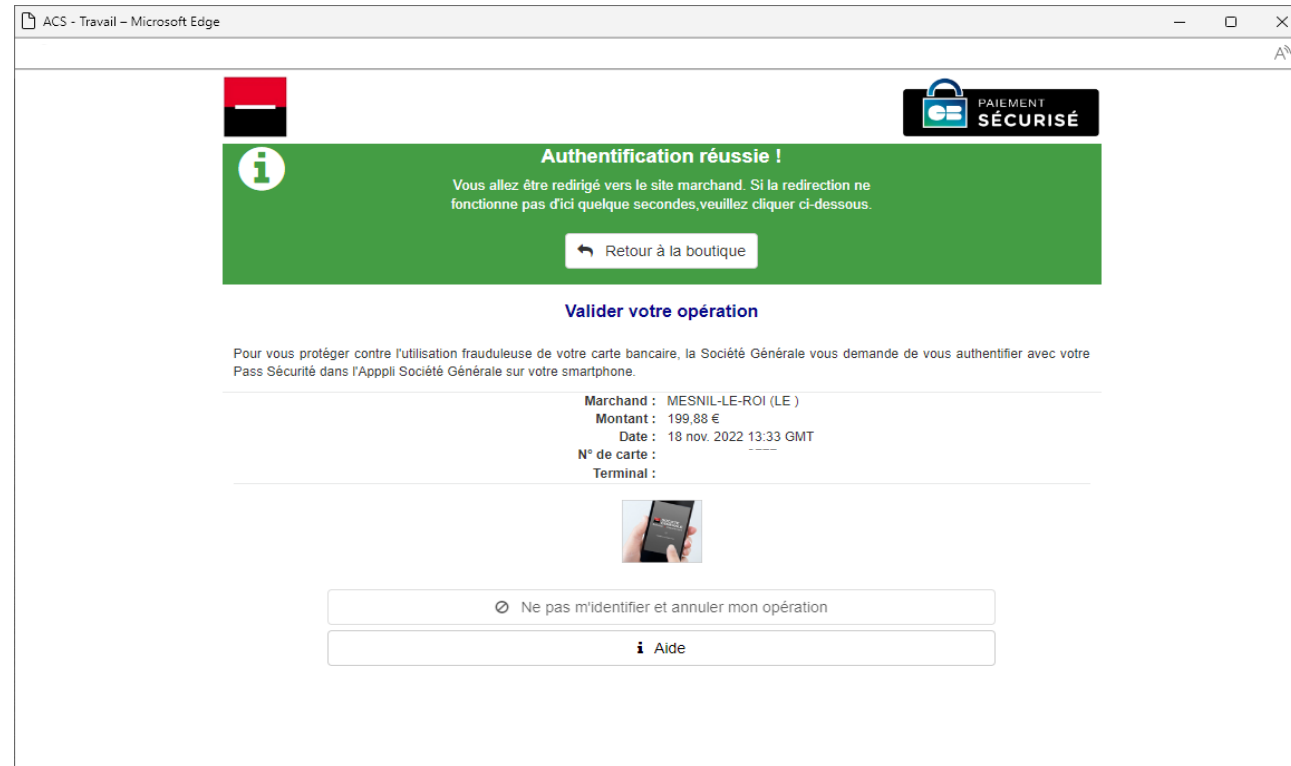 ACS - Travail – Microsoft Edge
A
PAIEMENT
SÉCURISÉ
CB
Authentification réussie !
Vous allez être redirigé vers le site marchand. Si la redirection ne
fonctionne pas d'ici quelque secondes,veuillez cliquer ci-dessous.
Retour à la boutique
Valider votre opération
Pour vous protéger contre l'utilisation frauduleuse de votre carte bancaire, la Société Générale vous demande de vous authentifier avec votre
Pass Sécurité dans l'Apppli Société Générale sur votre smartphone.
Marchand : MESNIL-LE-ROI (LE )
Montant : 199,88 €
Date : 18 nov. 2022 13:33 GMT
N° de carte :
Terminal :
Ne pas m'identifier et annuler mon opération
Aide